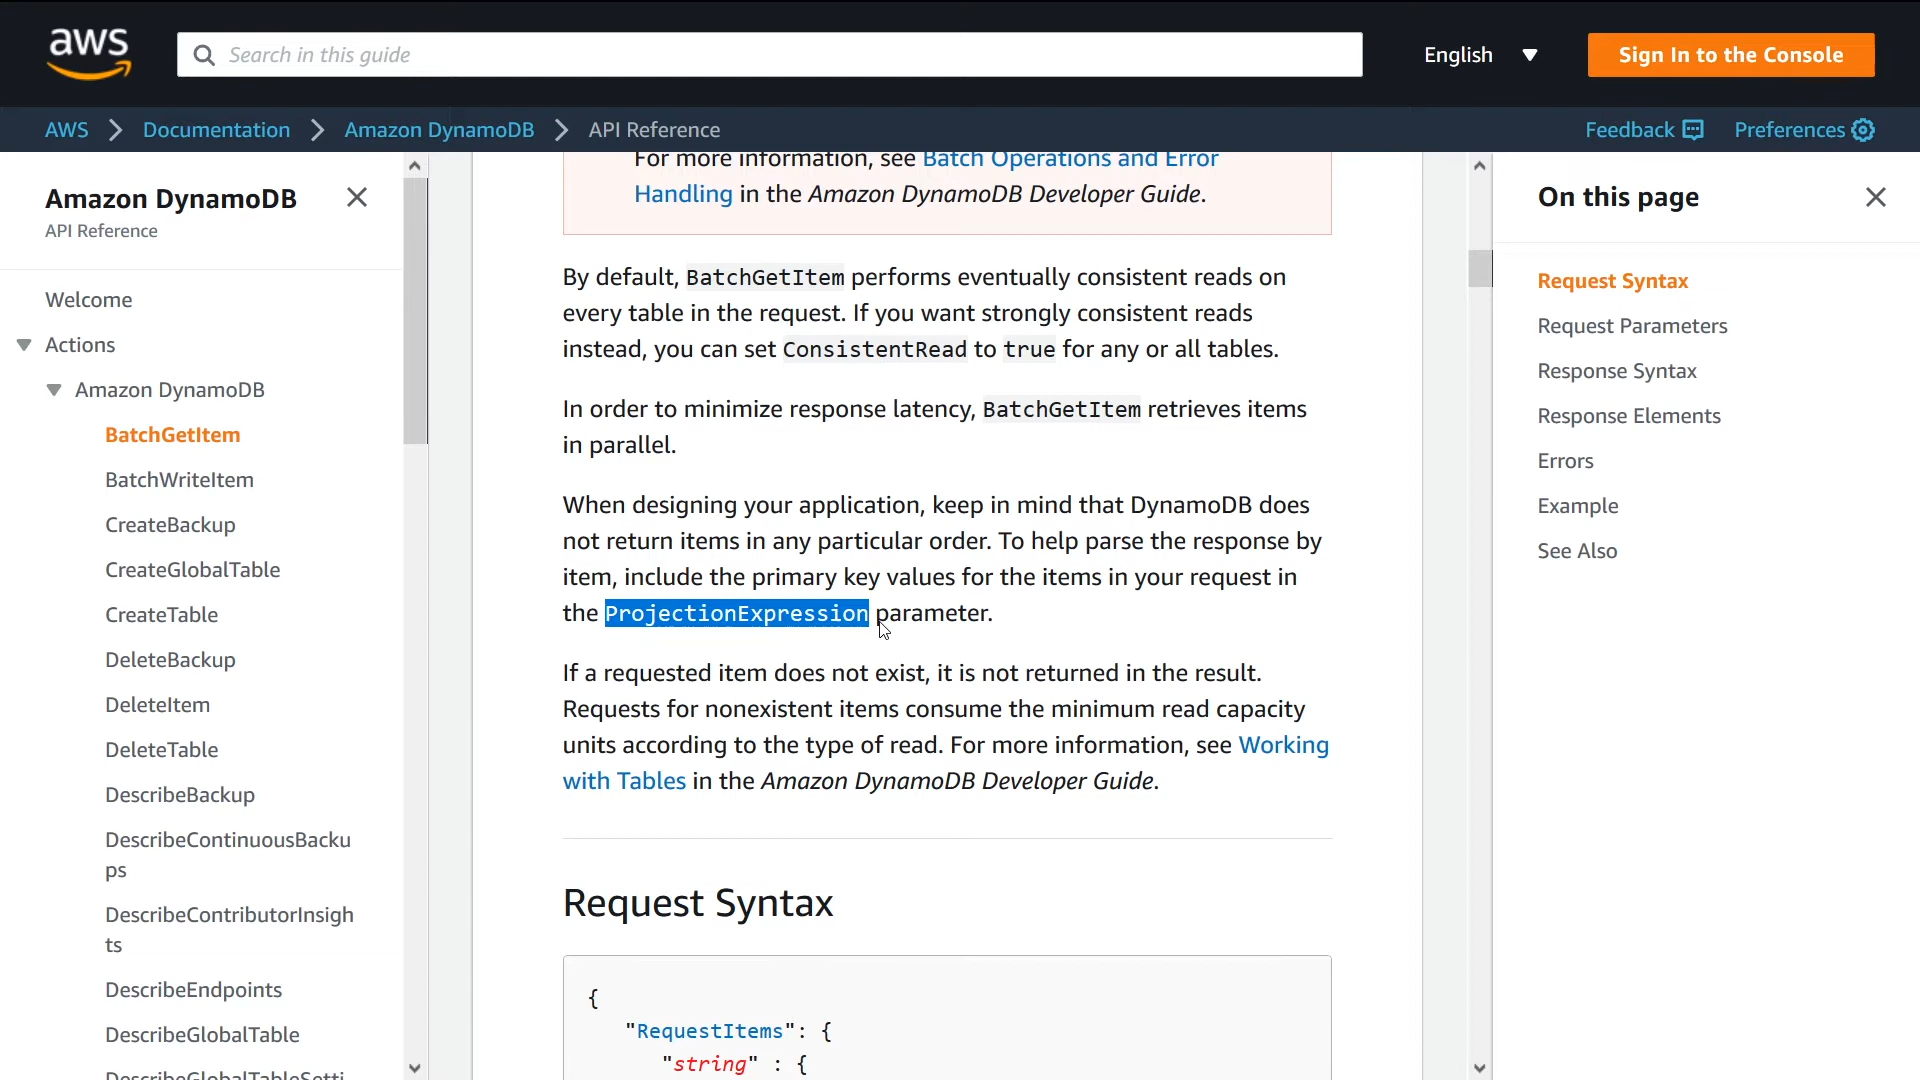 aws
Search in this guide
English
Sign In to the Console
AWS
Documentation
Amazon DynamoDB
API Reference
Feedback
Preferences
Amazon DynamoDB
API Reference
Welcome
Actions
Amazon DynamoDB
BatchGetItem
BatchWriteItem
CreateBackup
CreateGlobalTable
CreateTable
DeleteBackup
DeleteItem
DeleteTable
DescribeBackup
DescribeContinuousBacku
ps
DescribeContributorInsigh
ts
DescribeEndpoints
DescribeGlobalTable
DescribeGlobalTableSetti
For more information, see Batch Operations and Error
Handling in the Amazon DynamoDB Developer Guide.
By default, BatchGetItem performs eventually consistent reads on
every table in the request. If you want strongly consistent reads
instead, you can set ConsistentRead to true for any or all tables.
In order to minimize response latency, BatchGetItem retrieves items
in parallel.
When designing your application, keep in mind that DynamoDB does
not return items in any particular order. To help parse the response by
item, include the primary key values for the items in your request in
the ProjectionExpression parameter.
If a requested item does not exist, it is not returned in the result.
Requests for nonexistent items consume the minimum read capacity
units according to the type of read. For more information, see Working
with Tables in the Amazon DynamoDB Developer Guide.
Request Syntax
{
"RequestItems": {
"string" : {
On this page
Request Syntax
Request Parameters
Response Syntax
Response Elements
Errors
Example
See Also